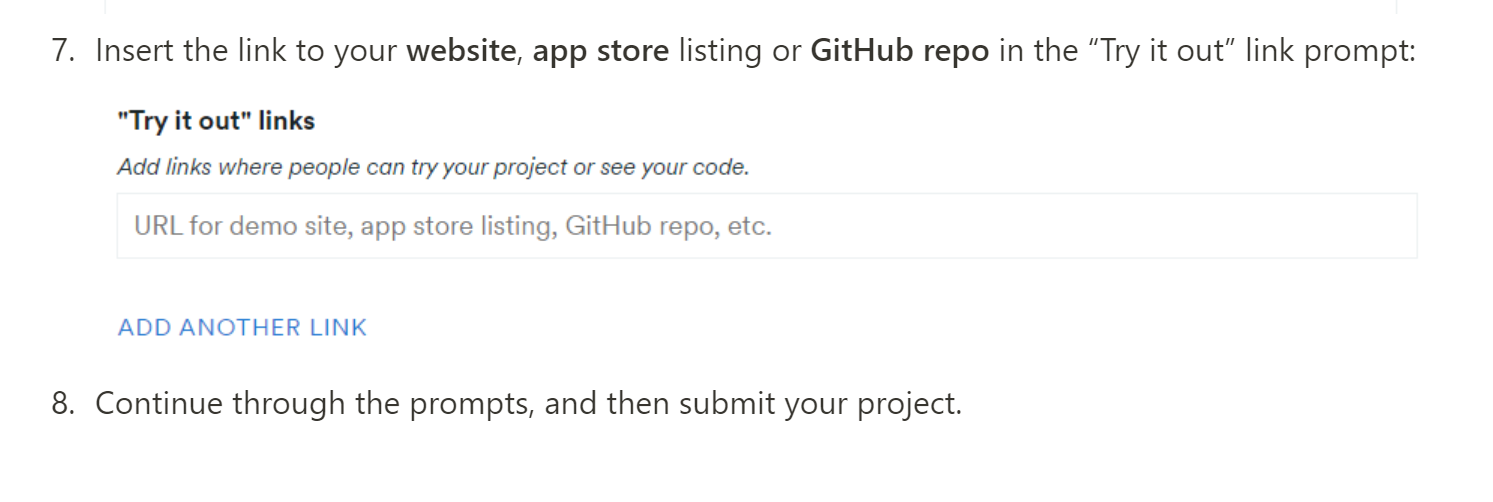 7. Insert the link to your website, app store listing or GitHub repo in the “Try it out” link prompt:
"Try it out" links
Add links where people can try your project or see your code.
URL for demo site, app store listing, GitHub repo, etc.
ADD ANOTHER LINK
8. Continue through the prompts, and then submit your project.